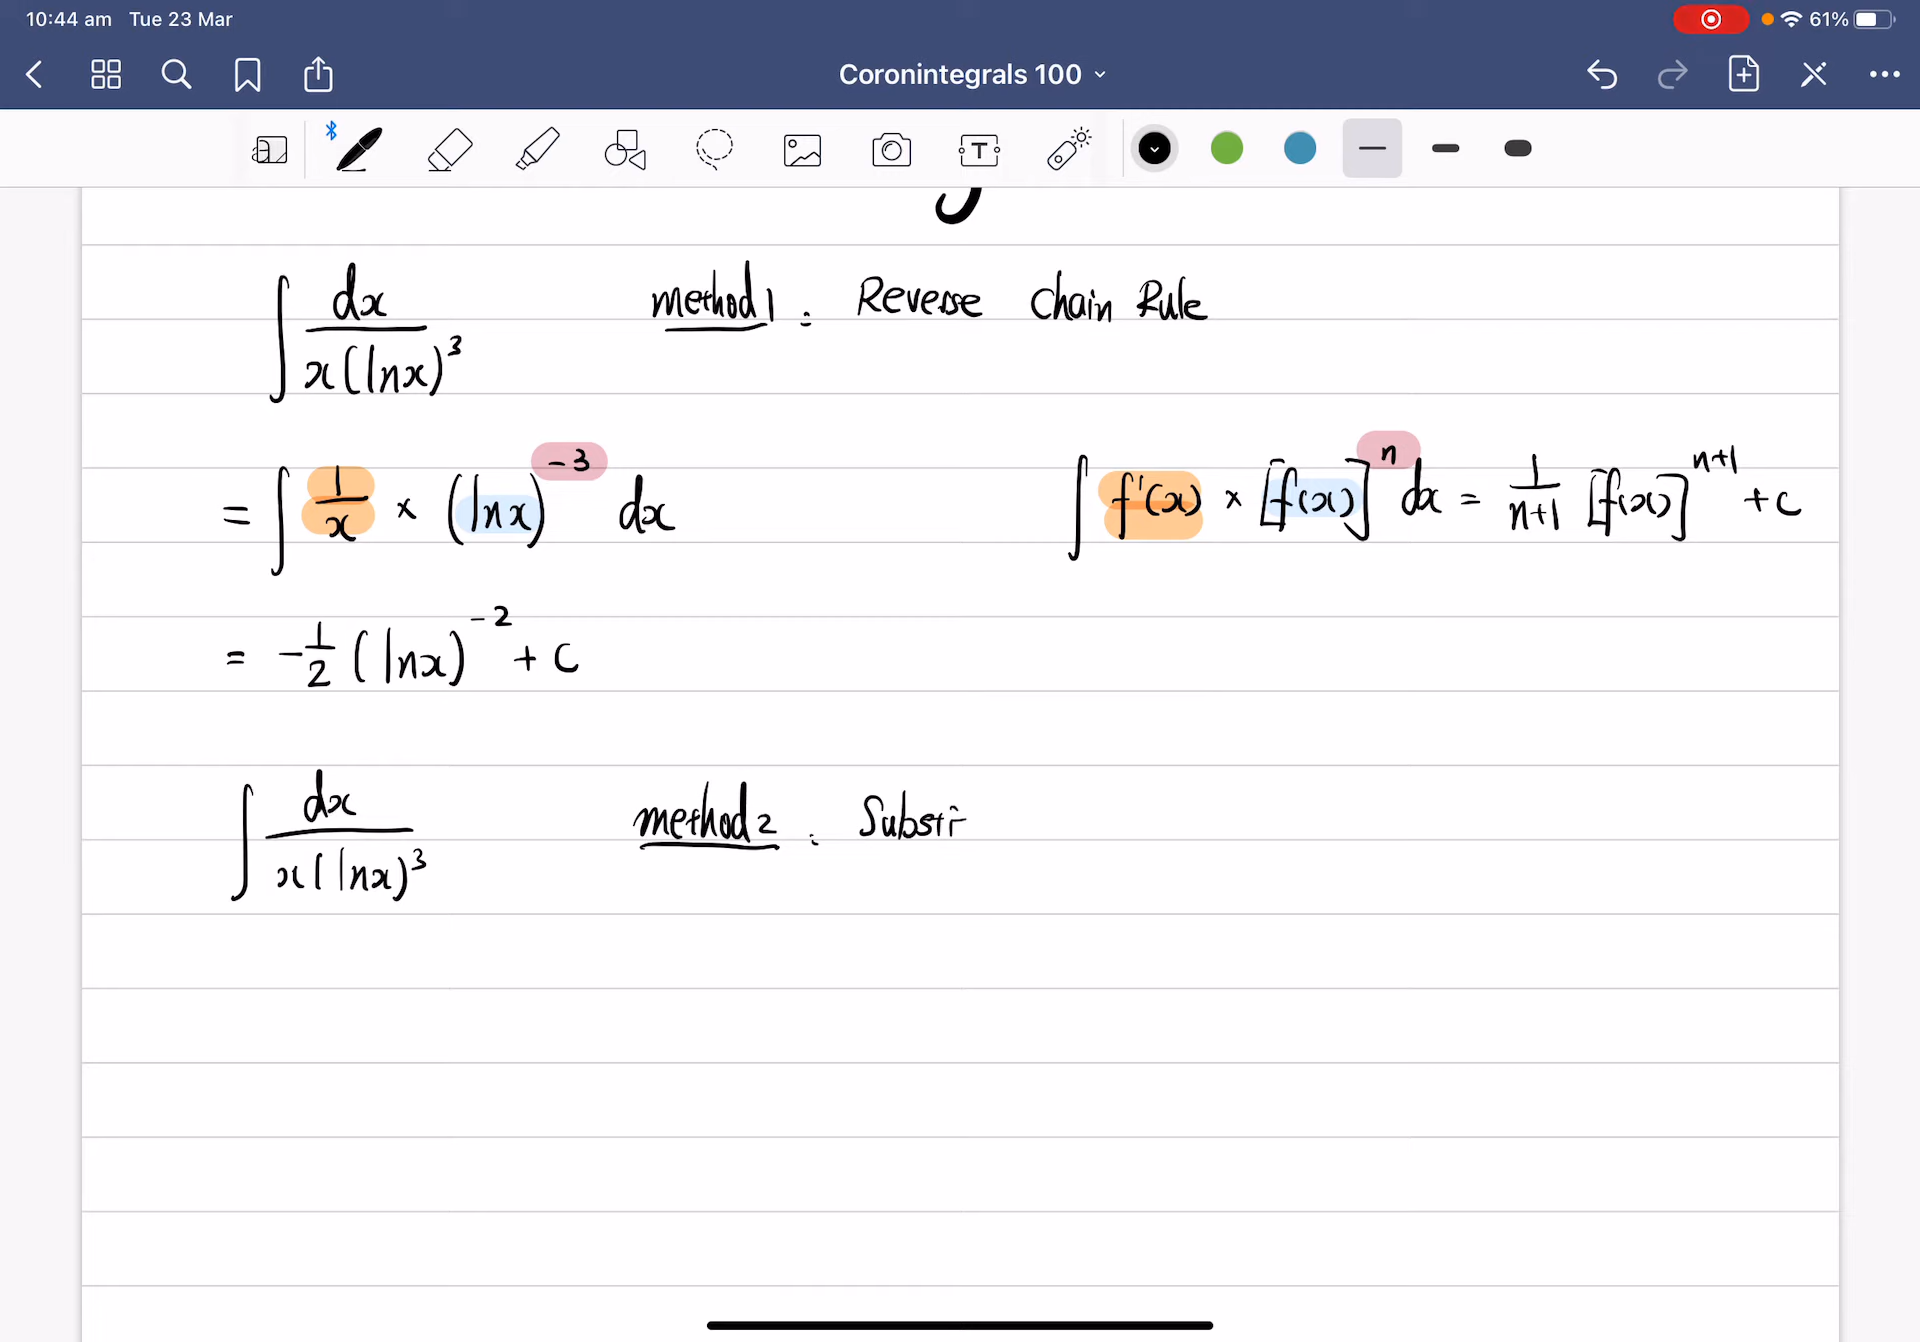 10:44 am Tue 23 Mar 61%
Coronintegrals 100
T
∫ dx / x(lnx)³ method 1 : Reverse Chain Rule
= ∫ 1/x × (lnx)⁻³ dx ∫ f'(x) × [f(x)]ⁿ dx = 1/(n+1) [f(x)]ⁿ⁺¹ + c
= -1/2 (lnx)⁻² + c
∫ dx / x(lnx)³ method 2 : Substi